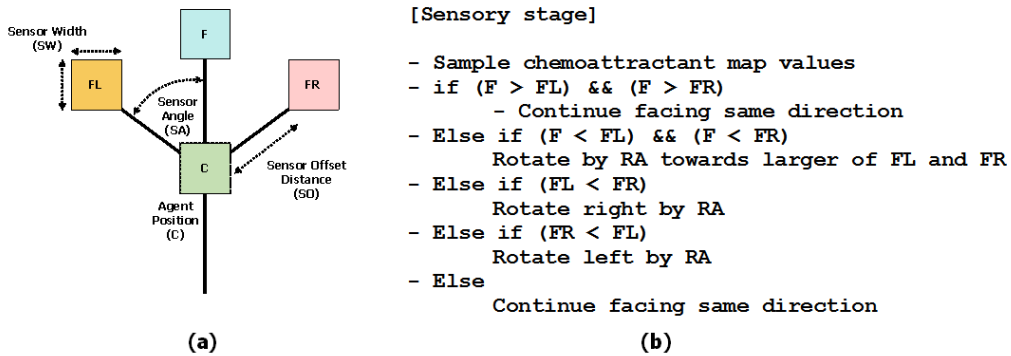 Sensor Width
(SW)
F
FL
FR
Sensor
Angle
(SA)
C
Sensor Offset
Distance
(SO)
Agent
Position
(C)
(a)
[Sensory stage]
- Sample chemoattractant map values
- if (F > FL) && (F > FR)
- Continue facing same direction
- Else if (F < FL) && (F < FR)
Rotate by RA towards larger of FL and FR
- Else if (FL < FR)
Rotate right by RA
- Else if (FR < FL)
Rotate left by RA
- Else
Continue facing same direction
(b)